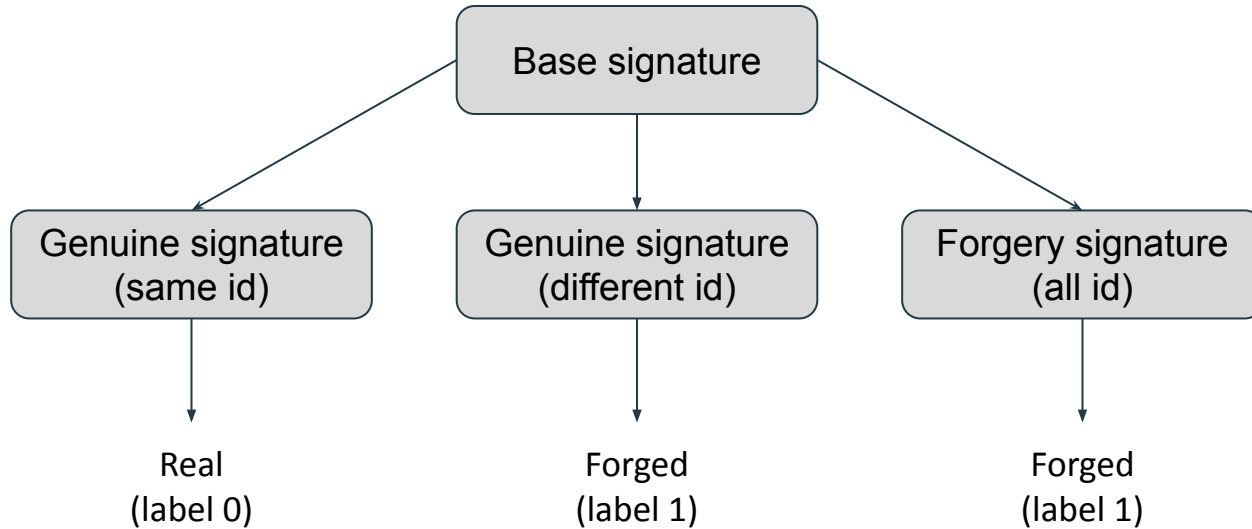 Base signature
Genuine signature
(same id)
Genuine signature
(different id)
Forgery signature
(all id)
Real
(label 0)
Forged
(label 1)
Forged
(label 1)